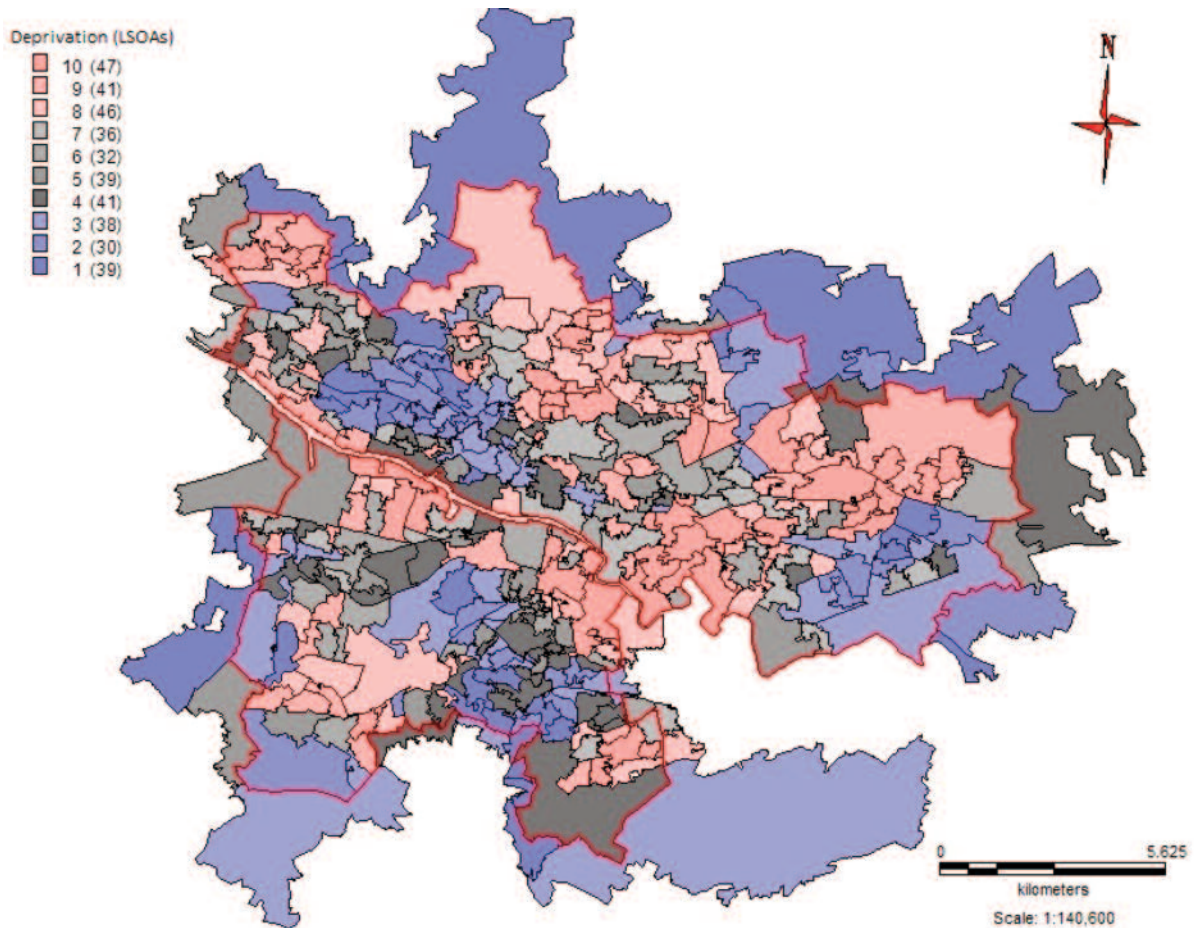 Deprivation (LSOAs)
10 (47)
9 (41)
8 (46)
7 (36)
6 (32)
5 (39)
4 (41)
3 (38)
2 (30)
1 (39)
N
0 5.625
kilometers
Scale: 1:140,600